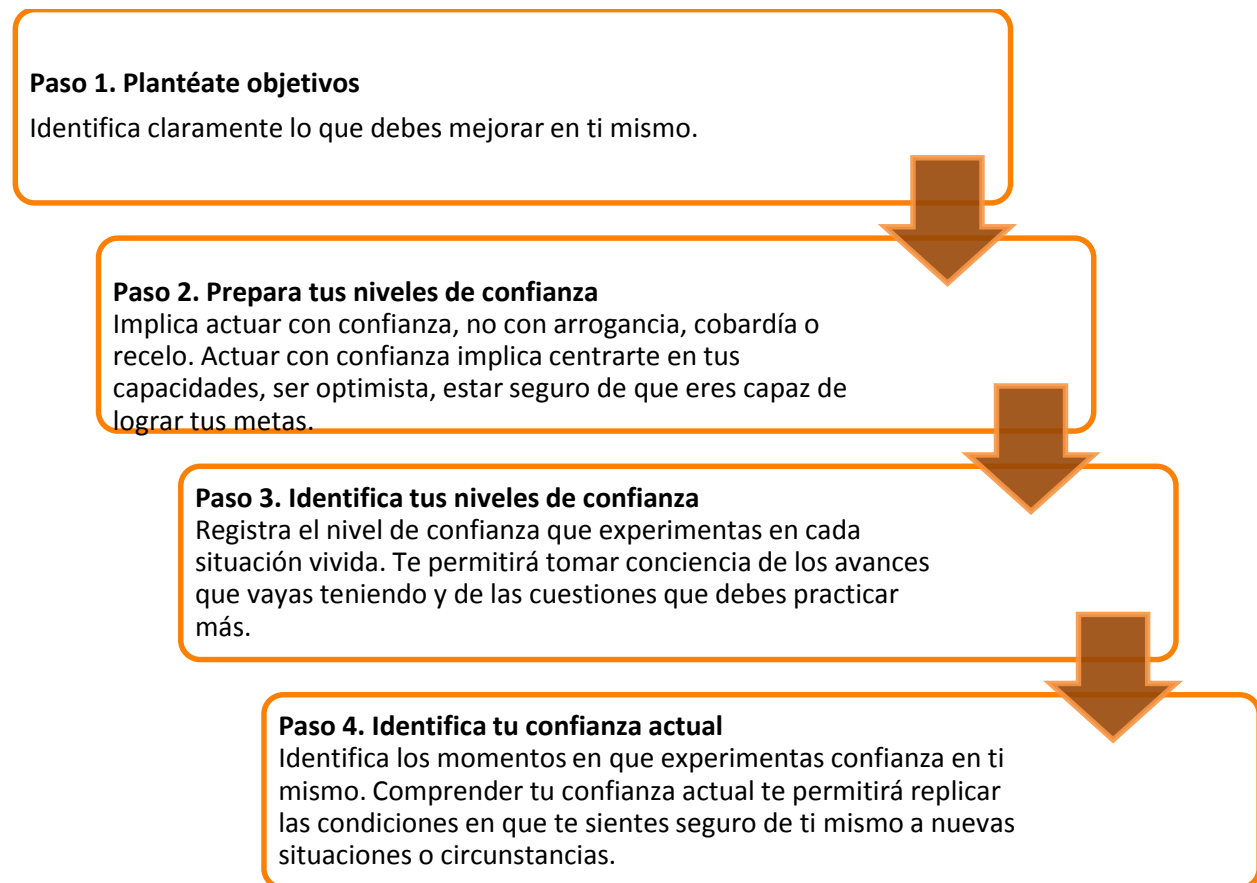 Paso 1. Plantéate objetivos
Identifica claramente lo que debes mejorar en ti mismo.
Paso 2. Prepara tus niveles de confianza
Implica actuar con confianza, no con arrogancia, cobardía o
recelo. Actuar con confianza implica centrarte en tus
capacidades, ser optimista, estar seguro de que eres capaz de
lograr tus metas.
Paso 3. Identifica tus niveles de confianza
Registra el nivel de confianza que experimentas en cada
situación vivida. Te permitirá tomar conciencia de los avances
que vayas teniendo y de las cuestiones que debes practicar
más.
Paso 4. Identifica tu confianza actual
Identifica los momentos en que experimentas confianza en ti
mismo. Comprender tu confianza actual te permitirá replicar
las condiciones en que te sientes seguro de ti mismo a nuevas
situaciones o circunstancias.